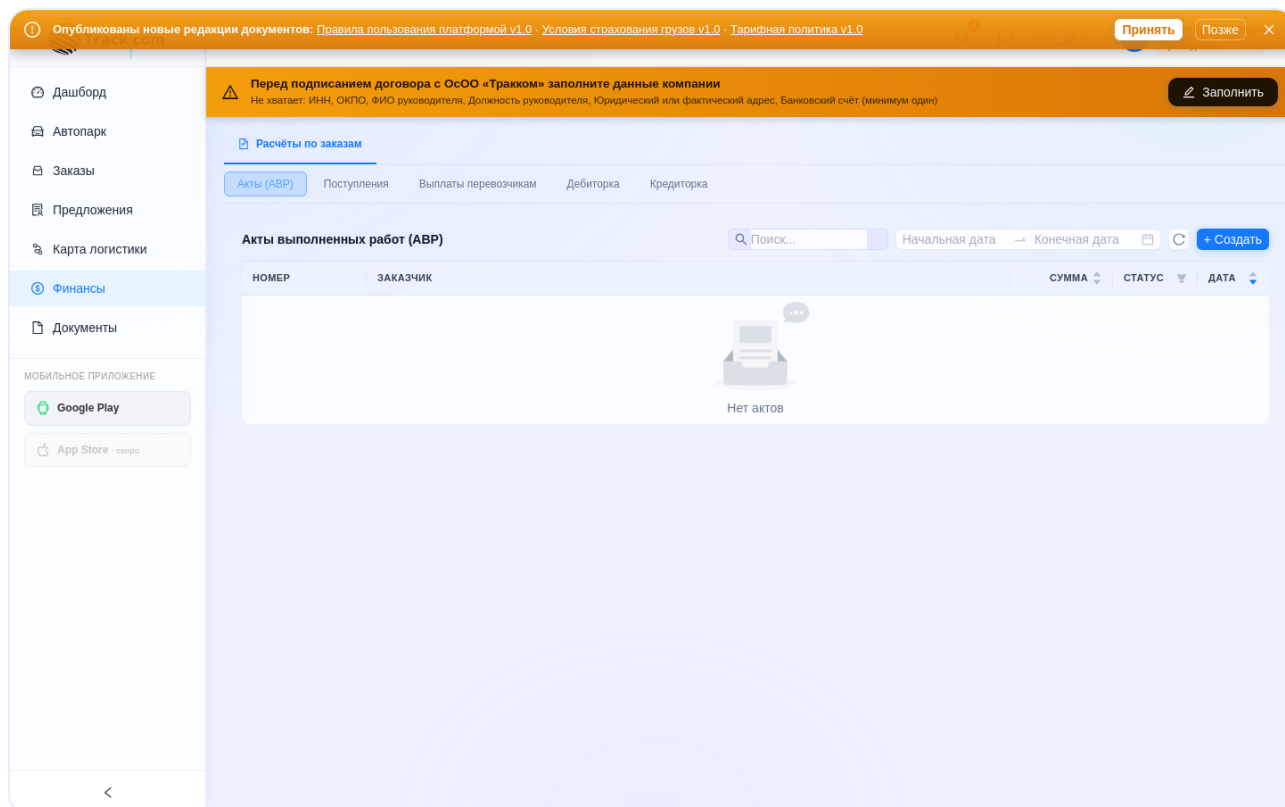 Опубликованы новые редакции документов: Правила пользования платформой v1.0 · Условия страхования грузов v1.0 · Тарифная политика v1.0
Принять
Позже
Track com
Перед подписанием договора с ОсОО «Тракком» заполните данные компании
Не хватает: ИНН, ОКПО, ФИО руководителя, Должность руководителя, Юридический или фактический адрес, Банковский счёт (минимум один)
Заполнить
Дашборд
Автопарк
Заказы
Предложения
Карта логистики
Финансы
Документы
МОБИЛЬНОЕ ПРИЛОЖЕНИЕ
Google Play
App Store · скоро
Расчёты по заказам
Акты (АВР)
Поступления
Выплаты перевозчикам
Дебиторка
Кредиторка
Акты выполненных работ (АВР)
Поиск...
Начальная дата
Конечная дата
+ Создать
НОМЕР
ЗАКАЗЧИК
СУММА
СТАТУС
ДАТА
Нет актов